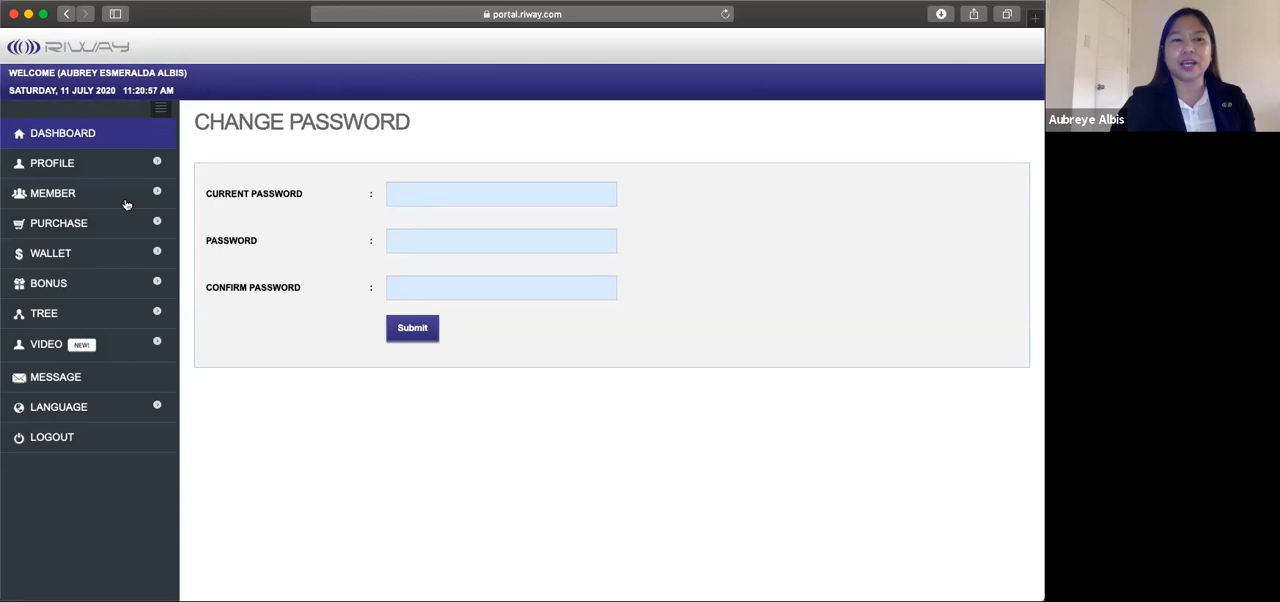 portal.riway.com
RIWAY
WELCOME (AUBREY ESMERALDA ALBIS)
SATURDAY, 11 JULY 2020 11:20:57 AM
DASHBOARD
PROFILE
MEMBER
PURCHASE
WALLET
BONUS
TREE
VIDEO NEW!
MESSAGE
LANGUAGE
LOGOUT
CHANGE PASSWORD
CURRENT PASSWORD :
PASSWORD :
CONFIRM PASSWORD :
Submit
Aubreye Albis